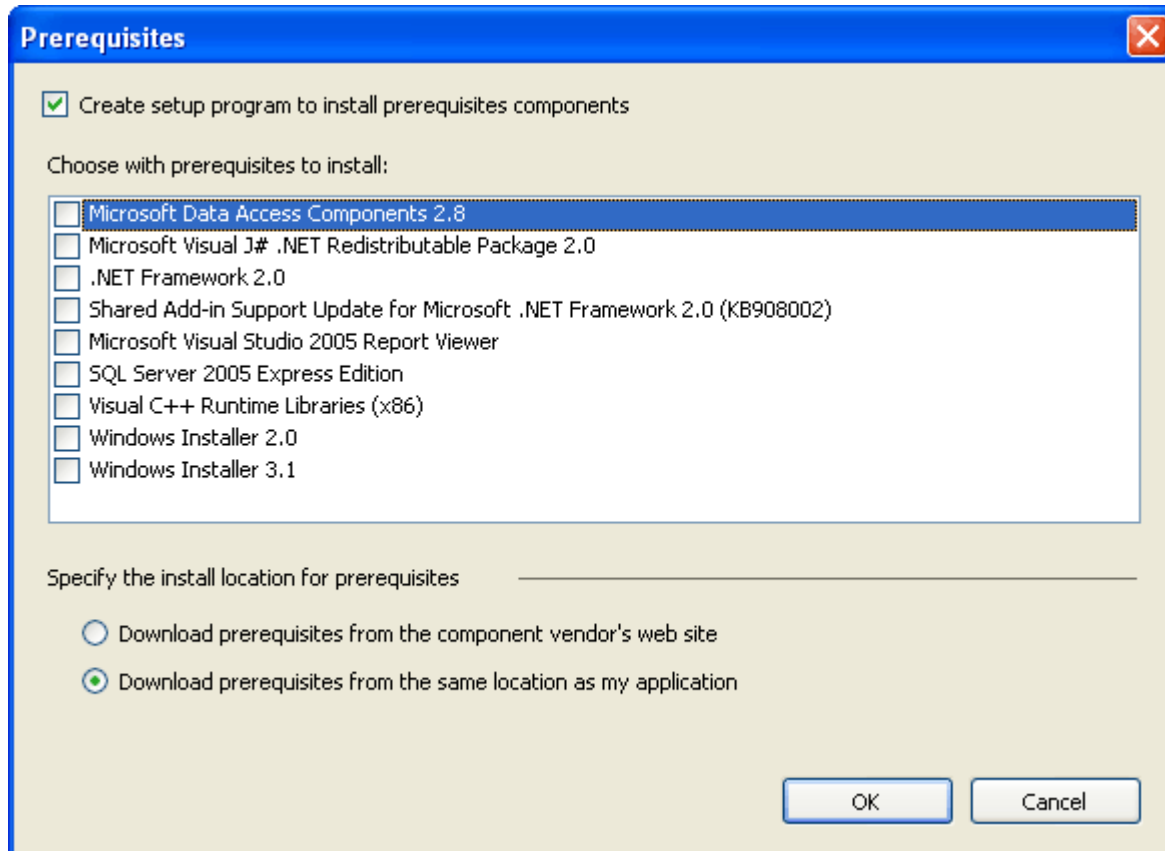 Prerequisites
Create setup program to install prerequisites components
Choose with prerequisites to install:
Microsoft Data Access Components 2.8
Microsoft Visual J# .NET Redistributable Package 2.0
.NET Framework 2.0
Shared Add-in Support Update for Microsoft .NET Framework 2.0 (KB908002)
Microsoft Visual Studio 2005 Report Viewer
SQL Server 2005 Express Edition
Visual C++ Runtime Libraries (x86)
Windows Installer 2.0
Windows Installer 3.1
Specify the install location for prerequisites
Download prerequisites from the component vendor's web site
Download prerequisites from the same location as my application
OK Cancel